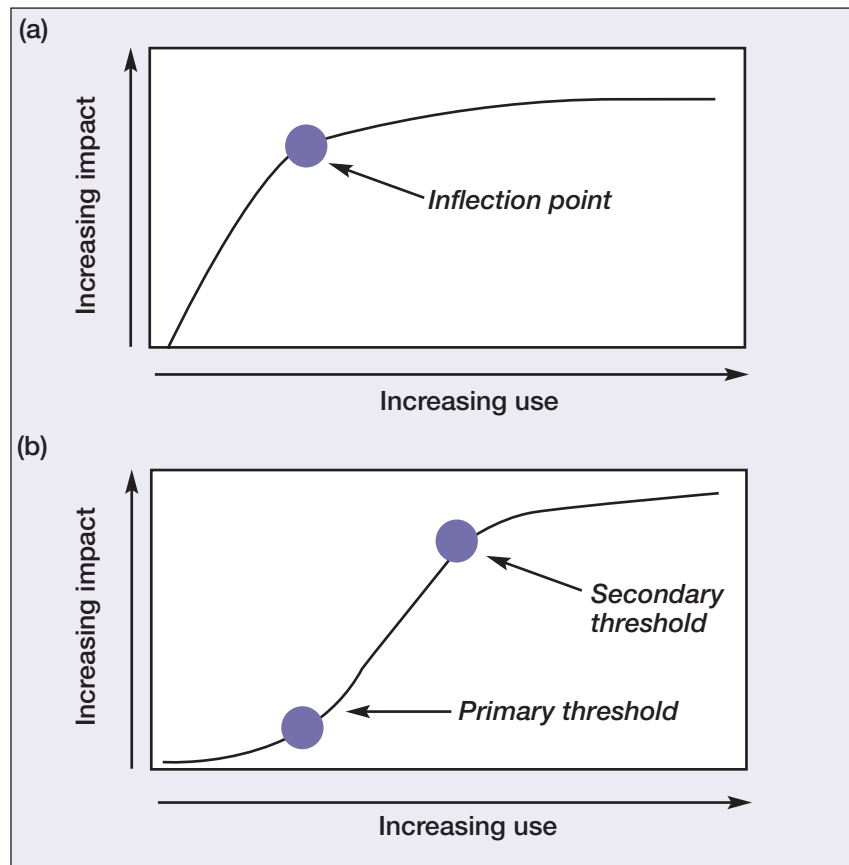 (a)
Increasing impact
Inflection point
Increasing use
(b)
Increasing impact
Secondary
threshold
Primary threshold
Increasing use